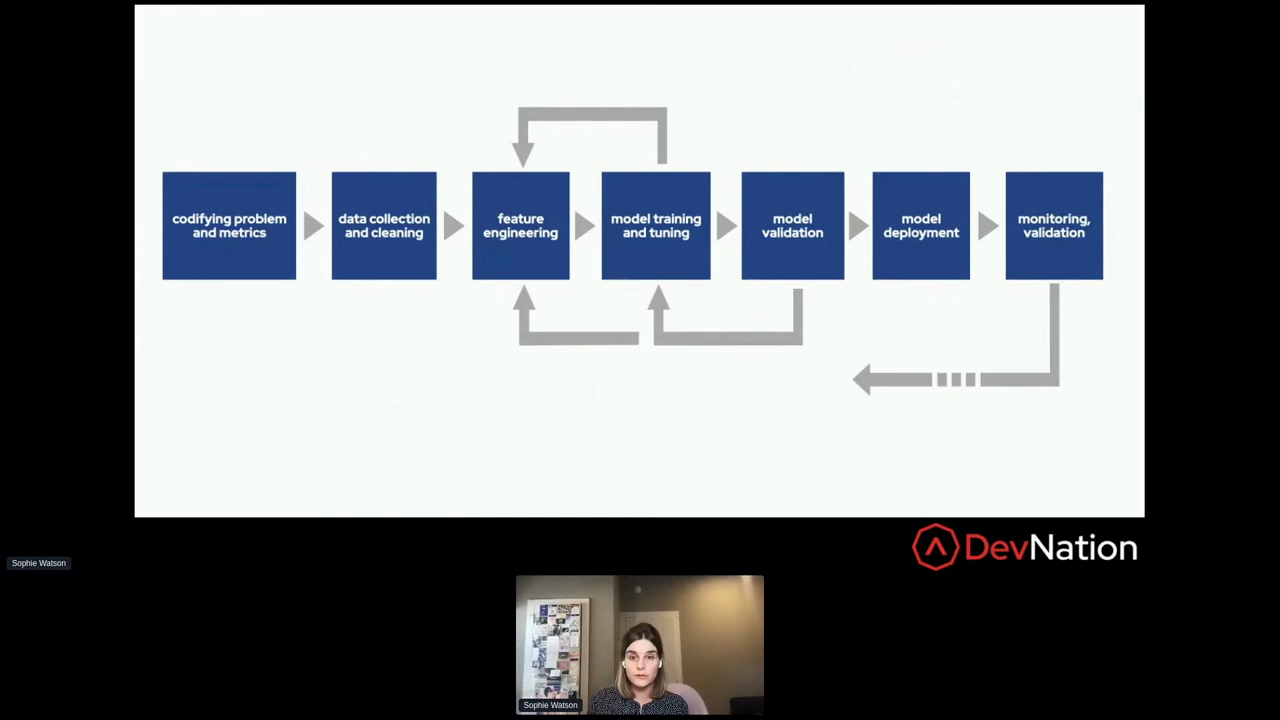 codifying problem
and metrics
data collection
and cleaning
feature
engineering
model training
and tuning
model
validation
model
deployment
monitoring,
validation
DevNation
Sophie Watson
Sophie Watson